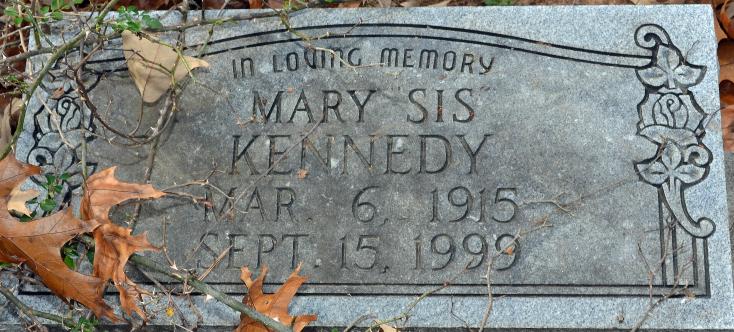 IN LOVING MEMORY
MARY "SIS"
KENNEDY
MAR. 6, 1915
SEPT. 15, 1999